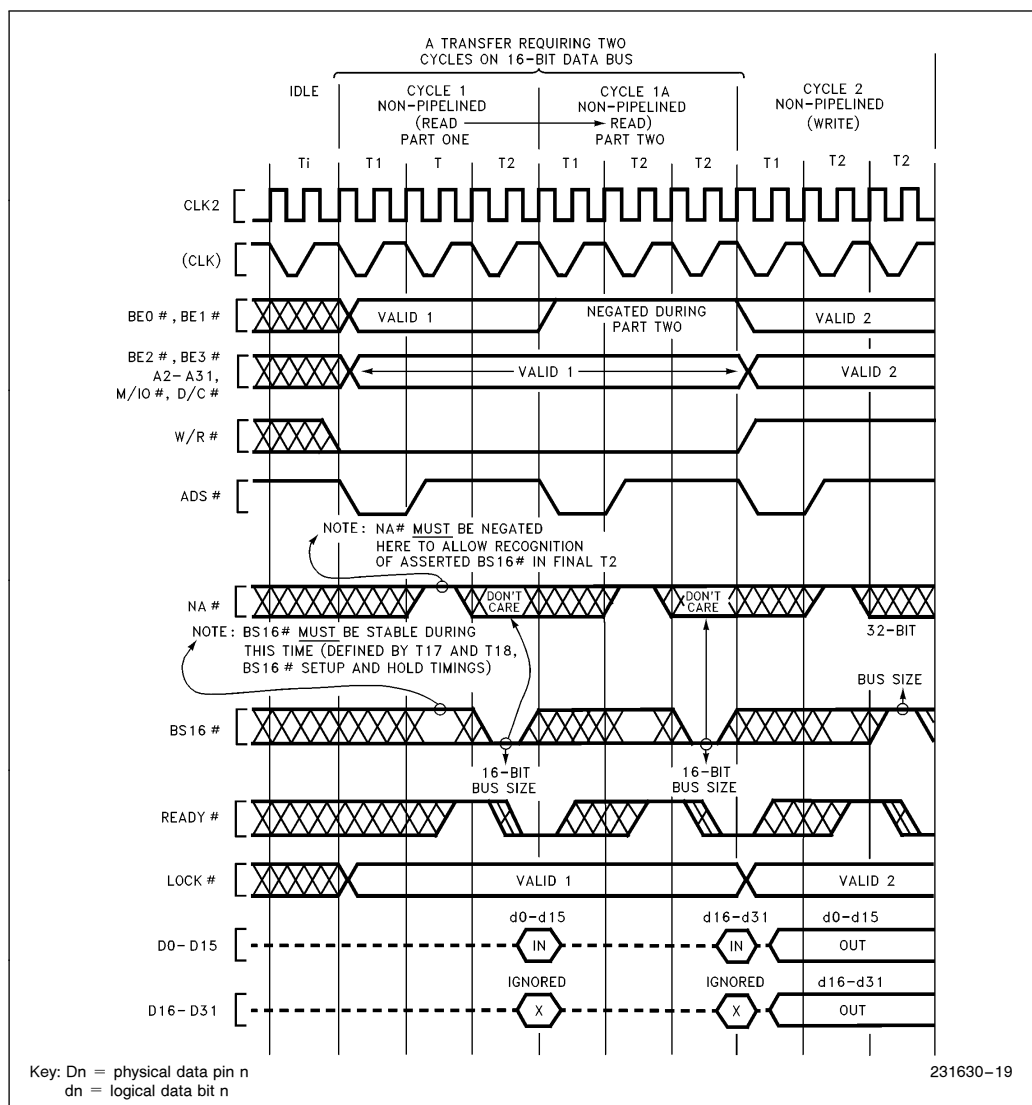 A TRANSFER REQUIRING TWO
CYCLES ON 16-BIT DATA BUS
IDLE
CYCLE 1
NON-PIPELINED
(READ
PART ONE
CYCLE 1A
NON-PIPELINED
READ)
PART TWO
CYCLE 2
NON-PIPELINED
(WRITE)
Ti T1 T T2 T1 T2 T2 T1 T2 T2
CLK2
(CLK)
BE0 #, BE1 # VALID 1 NEGATED DURING
PART TWO VALID 2
BE2 #, BE3 #
A2-A31,
M/IO #, D/C # VALID 1 VALID 2
W/R #
ADS #
NOTE: NA# MUST BE NEGATED
HERE TO ALLOW RECOGNITION
OF ASSERTED BS16# IN FINAL T2
NA # DON'T
CARE DON'T
CARE
32-BIT
BUS SIZE
NOTE: BS16# MUST BE STABLE DURING
THIS TIME (DEFINED BY T17 AND T18,
BS16 # SETUP AND HOLD TIMINGS)
BS16 #
16-BIT
BUS SIZE
16-BIT
BUS SIZE
READY #
LOCK # VALID 1 VALID 2
d0-d15 d16-d31 d0-d15
D0-D15 IN IN OUT
IGNORED IGNORED d16-d31
D16-D31 X X OUT
Key: Dn = physical data pin n
dn = logical data bit n
231630-19